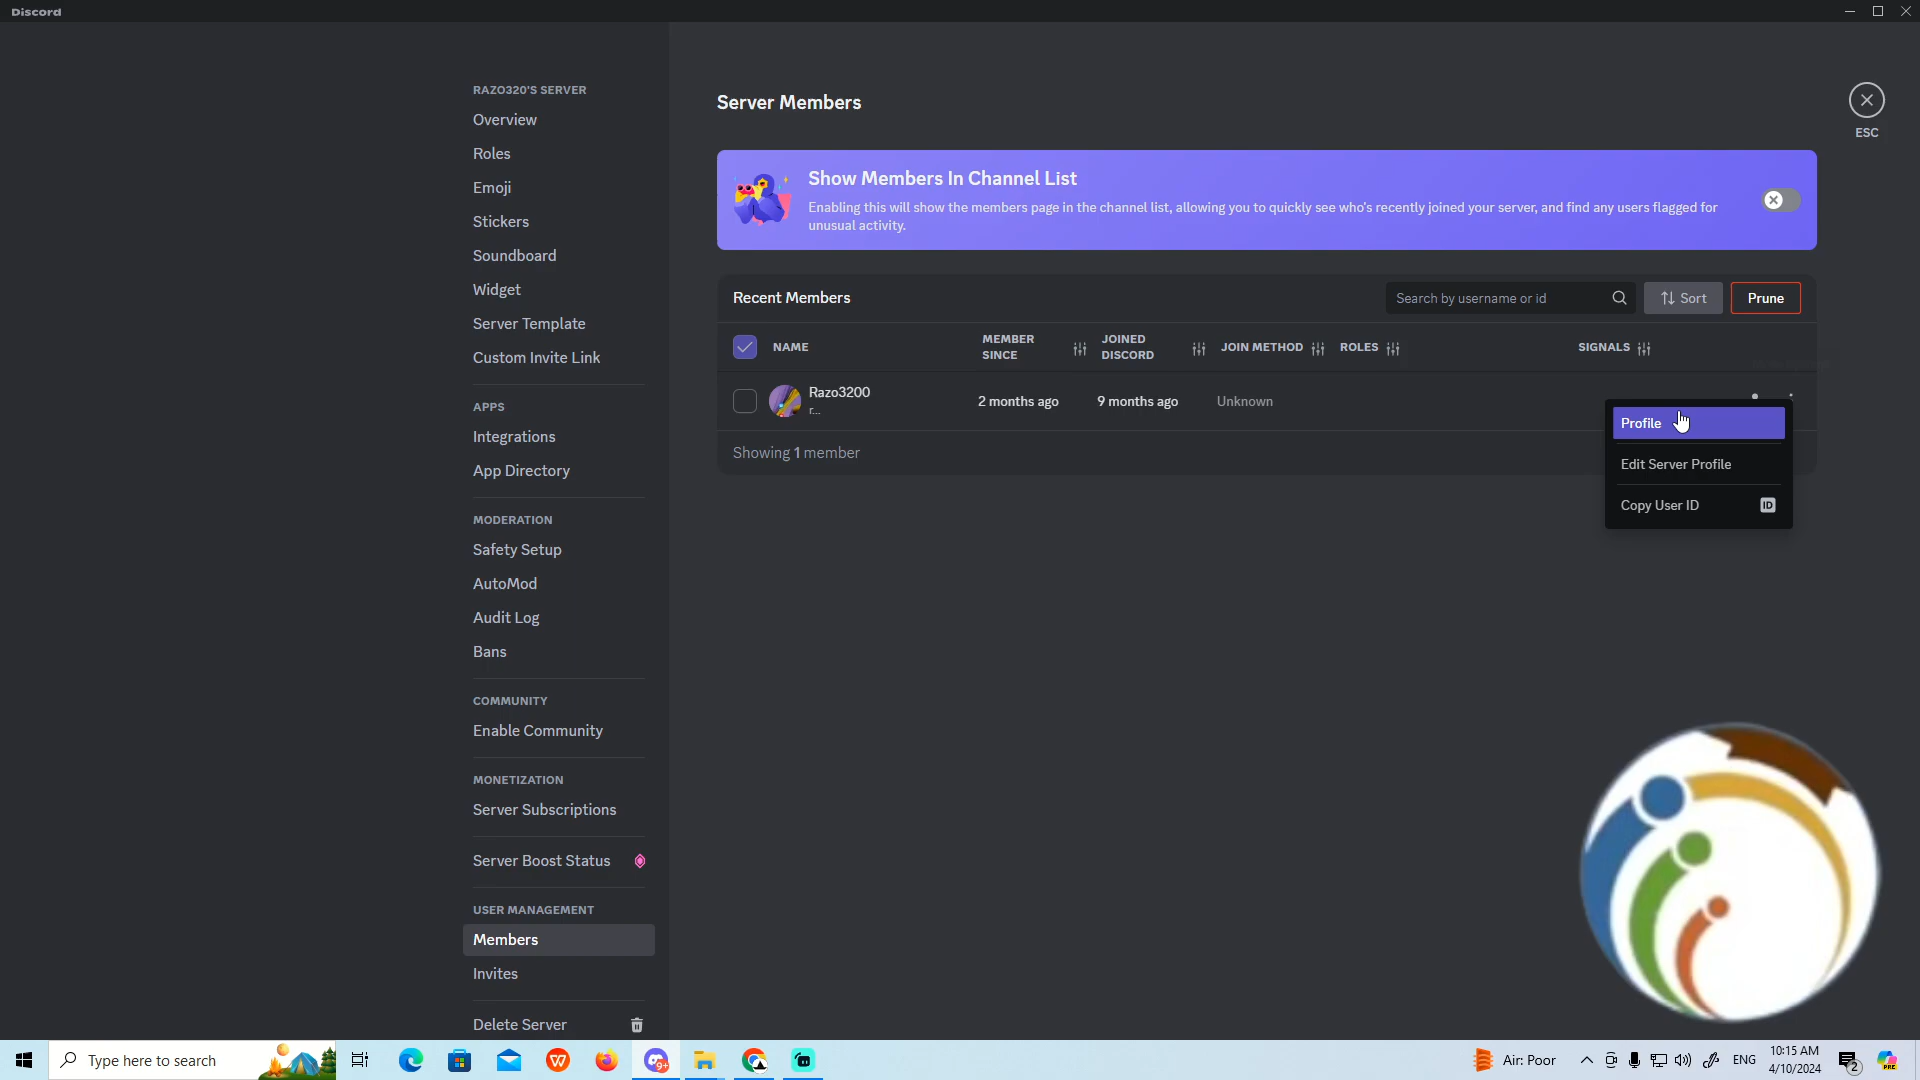 Discord
RAZO320'S SERVER
Overview
Roles
Emoji
Stickers
Soundboard
Widget
Server Template
Custom Invite Link
APPS
Integrations
App Directory
MODERATION
Safety Setup
AutoMod
Audit Log
Bans
COMMUNITY
Enable Community
MONETIZATION
Server Subscriptions
Server Boost Status
USER MANAGEMENT
Members
Invites
Delete Server
Server Members
ESC
Show Members In Channel List
Enabling this will show the members page in the channel list, allowing you to quickly see who's recently joined your server, and find any users flagged for
unusual activity.
Recent Members
Search by username or id
Sort
Prune
NAME
MEMBER
SINCE
JOINED
DISCORD
JOIN METHOD
ROLES
SIGNALS
Razo3200
r...
2 months ago
9 months ago
Unknown
Showing 1 member
Profile
Edit Server Profile
Copy User ID
ID
Type here to search
9+
Air: Poor
ENG
10:15 AM
4/10/2024
2
PRE